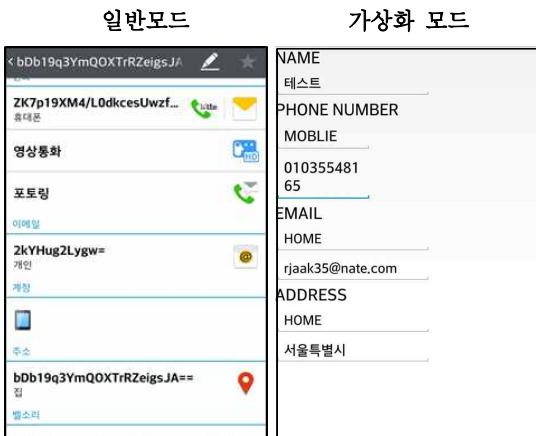 일반모드
가상화 모드
bDb19q3YmQOXTrRZeigsJA
ZK7p19XM4/L0dkcesUwzf...
휴대폰
영상통화
HD
포토링
이메일
2kYHug2Lygw=
개인
계정
주소
bDb19q3YmQOXTrRZeigsJA==
집
벨소리
NAME
테스트
PHONE NUMBER
MOBLIE
010355481
65
EMAIL
HOME
rjaak35@nate.com
ADDRESS
HOME
서울특별시